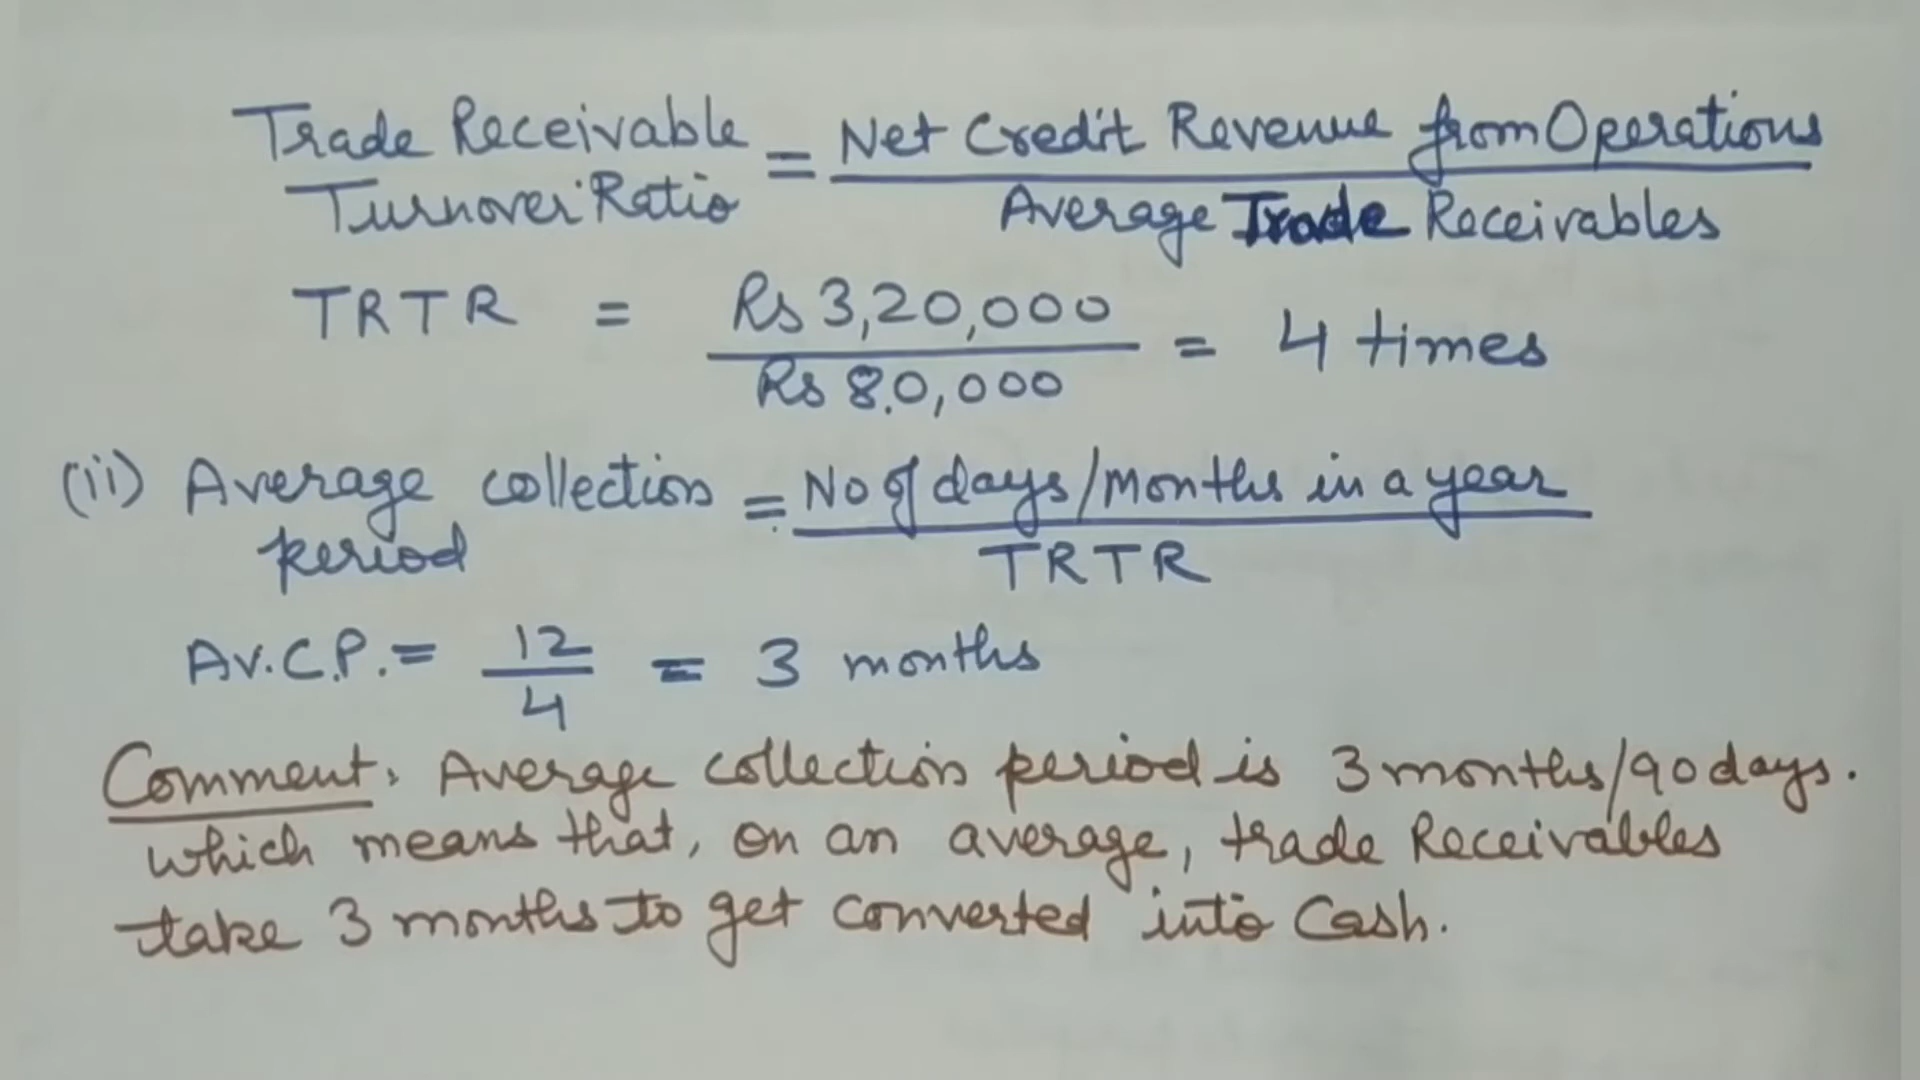 Trade Receivable Turnover Ratio = Net Credit Revenue from Operations / Average Trade Receivables
TRTR = Rs 3,20,000 / Rs 80,000 = 4 times
(ii) Average collection period = No of days/Months in a year / TRTR
Av.C.P. = 12 / 4 = 3 months
Comment: Average collection period is 3 months/90 days.
which means that, on an average, trade Receivables
take 3 months to get converted into Cash.